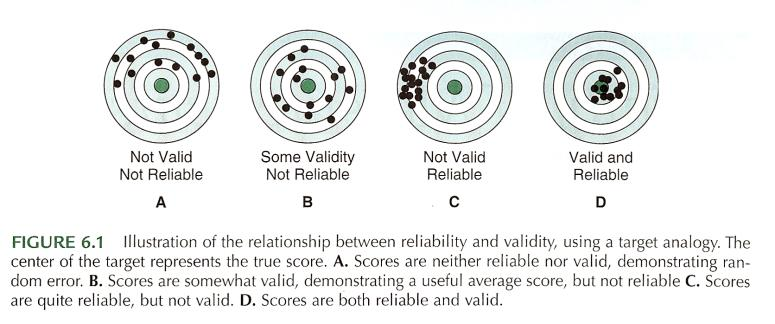 Not Valid
Not Reliable
Some Validity
Not Reliable
Not Valid
Reliable
Valid and
Reliable
A
B
C
D
FIGURE 6.1 Illustration of the relationship between reliability and validity, using a target analogy. The
center of the target represents the true score. A. Scores are neither reliable nor valid, demonstrating ran-
dom error. B. Scores are somewhat valid, demonstrating a useful average score, but not reliable C. Scores
are quite reliable, but not valid. D. Scores are both reliable and valid.